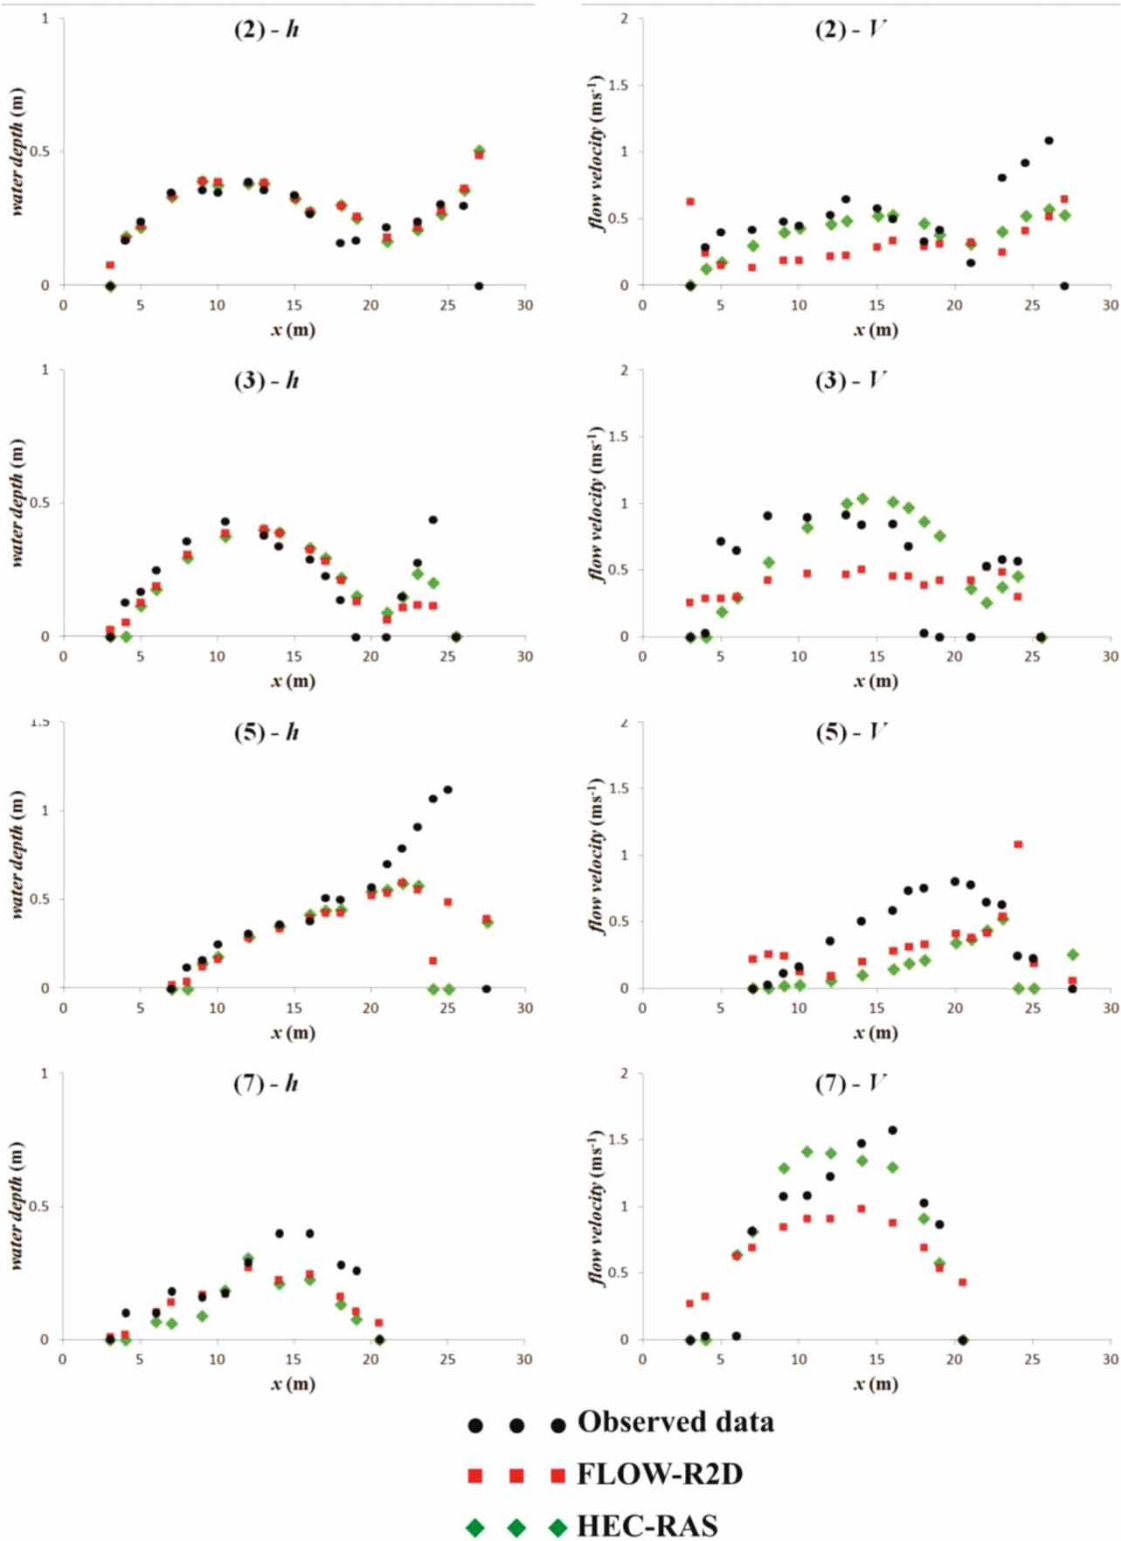 (2) - h
water depth (m)
1
0.5
0
0 5 10 15 20 25 30
x (m)
(2) - V
flow velocity (ms⁻¹)
2
1.5
1
0.5
0
0 5 10 15 20 25 30
x (m)
(3) - h
water depth (m)
1
0.5
0
0 5 10 15 20 25 30
x (m)
(3) - V
flow velocity (ms⁻¹)
2
1.5
1
0.5
0
0 5 10 15 20 25 30
x (m)
(5) - h
water depth (m)
1.5
1
0.5
0
0 5 10 15 20 25 30
x (m)
(5) - V
flow velocity (ms⁻¹)
2
1.5
1
0.5
0
0 5 10 15 20 25 30
x (m)
(7) - h
water depth (m)
1
0.5
0
0 5 10 15 20 25 30
x (m)
(7) - V
flow velocity (ms⁻¹)
2
1.5
1
0.5
0
0 5 10 15 20 25 30
x (m)
Observed data
FLOW-R2D
HEC-RAS